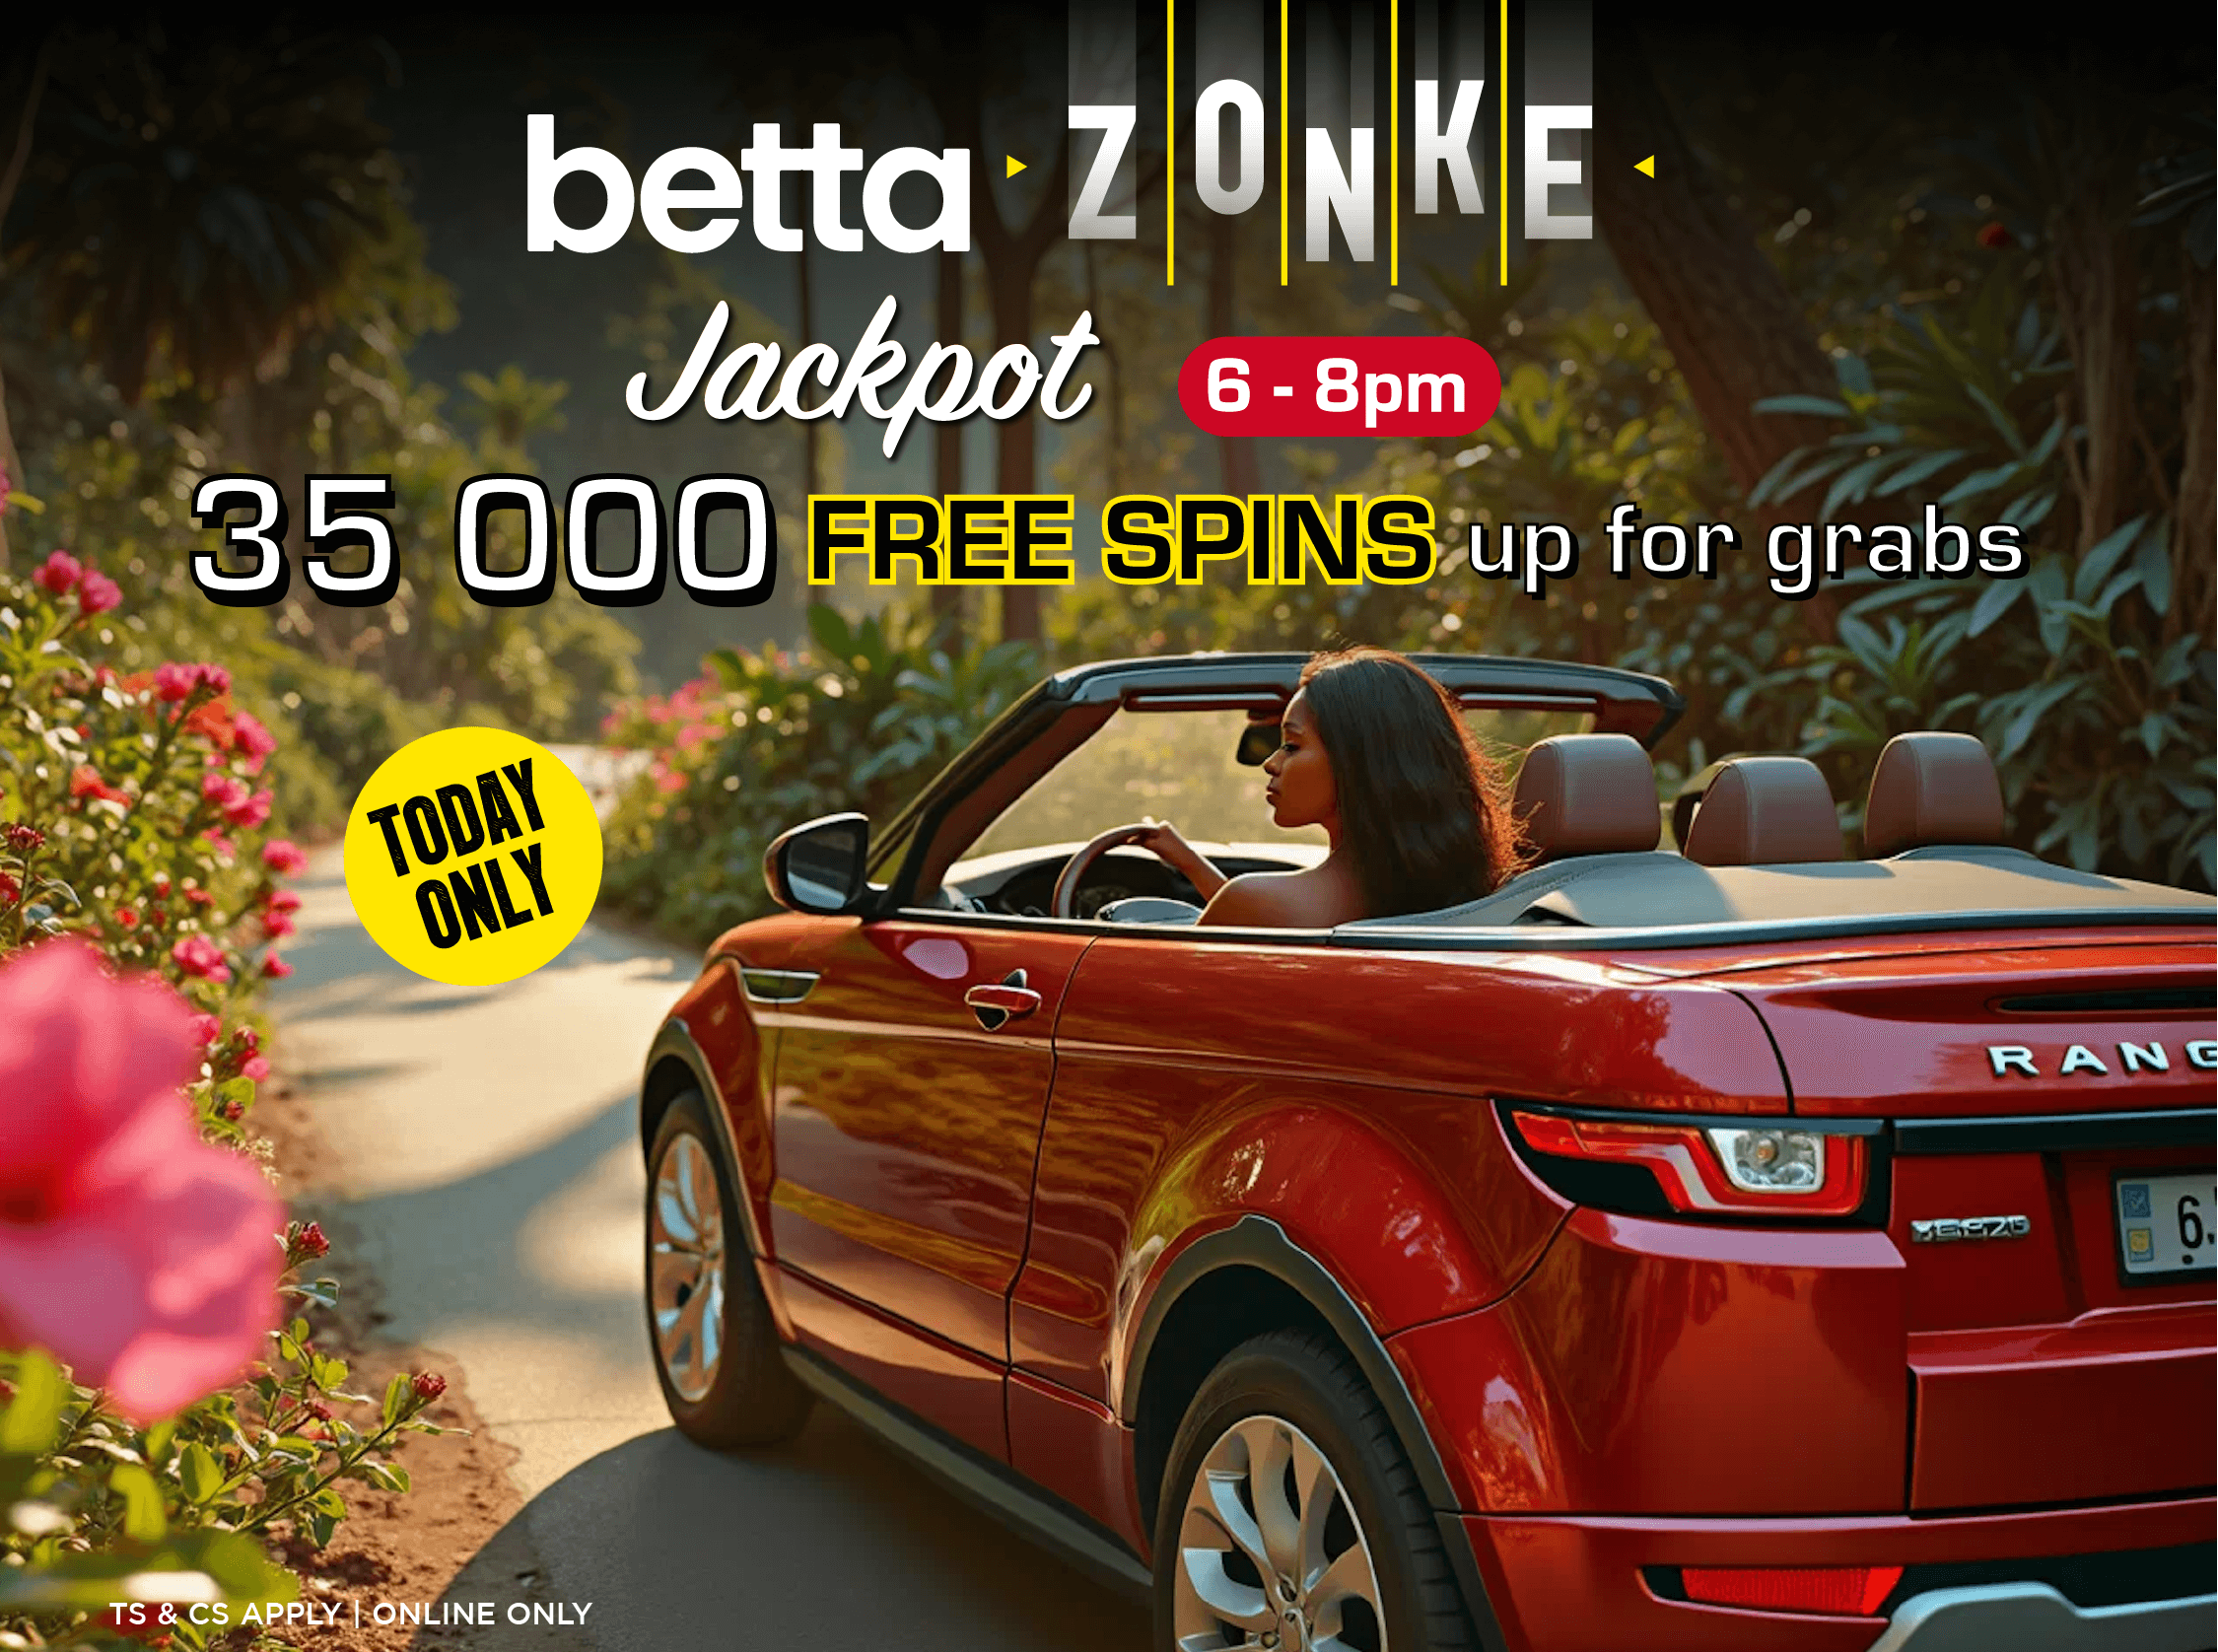 betta ZONKE
Jackpot 6 - 8pm
35 000 FREE SPINS up for grabs
TODAY
ONLY
RANG
6.
TS & CS APPLY | ONLINE ONLY